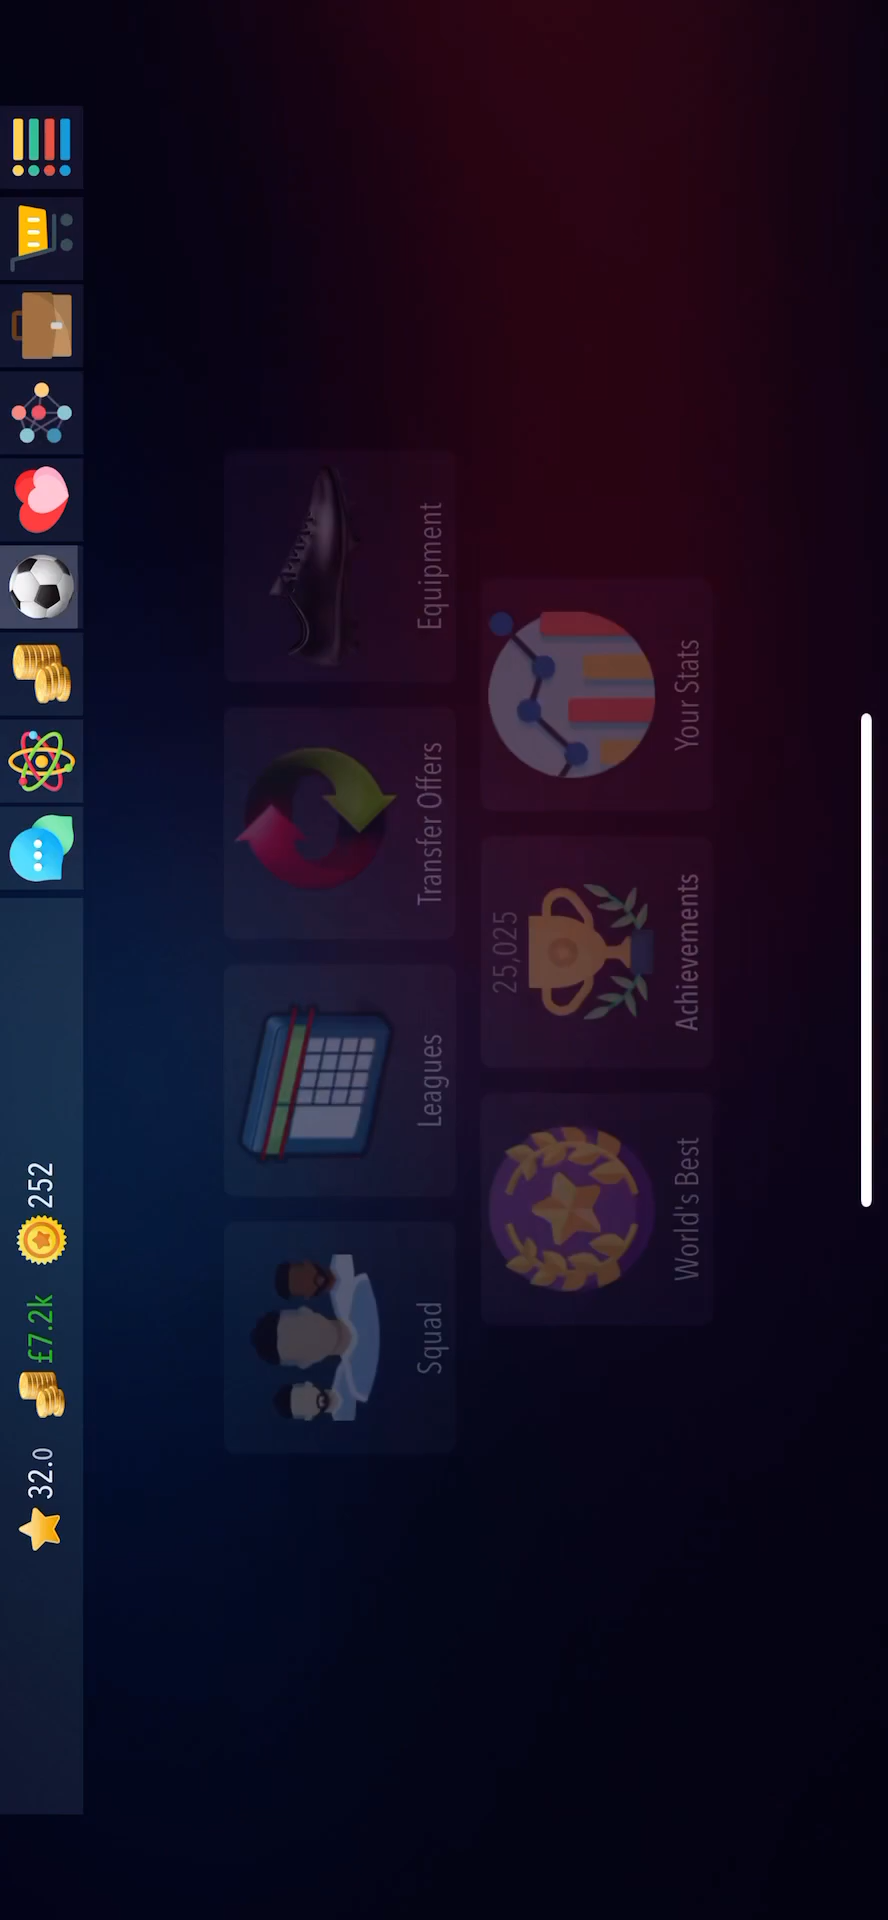 32.0 £7.2k 252
Squad
Leagues
Transfer Offers
Equipment
World's Best
25,025
Achievements
Your Stats